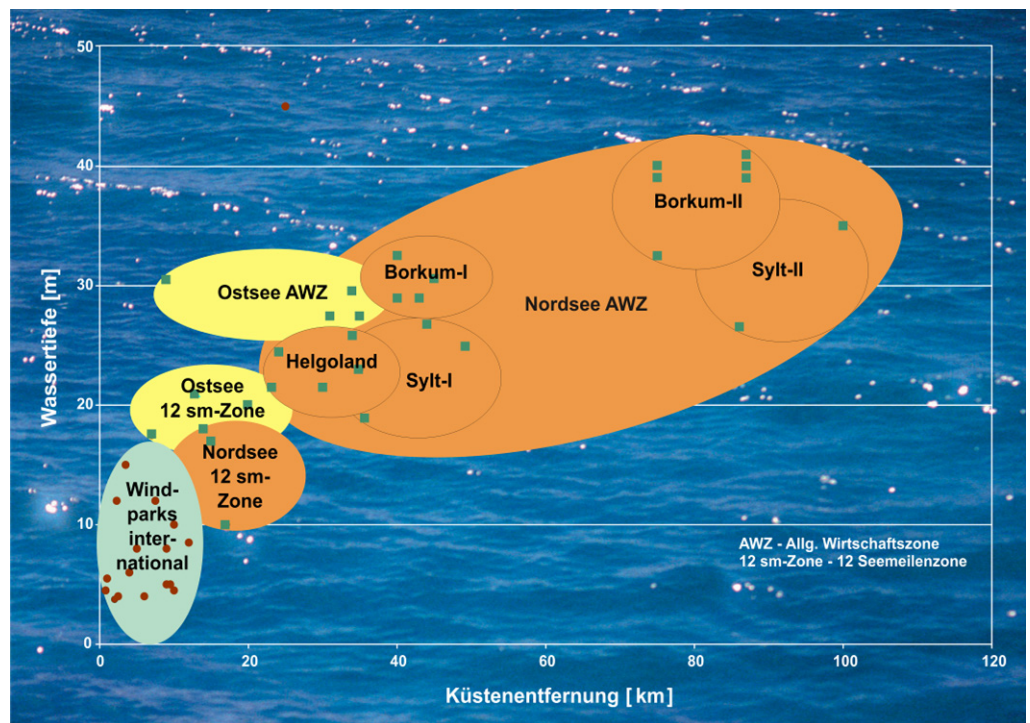 50
40
30
20
10
0
Wassertiefe [m]
Borkum-II
Sylt-II
Borkum-I
Ostsee AWZ
Nordsee AWZ
Helgoland
Sylt-I
Ostsee
12 sm-Zone
Nordsee
12 sm-
Zone
Wind-
parks
inter-
national
AWZ - Allg. Wirtschaftszone
12 sm-Zone - 12 Seemeilenzone
0
20
40
60
80
100
120
Küstenentfernung [ km]